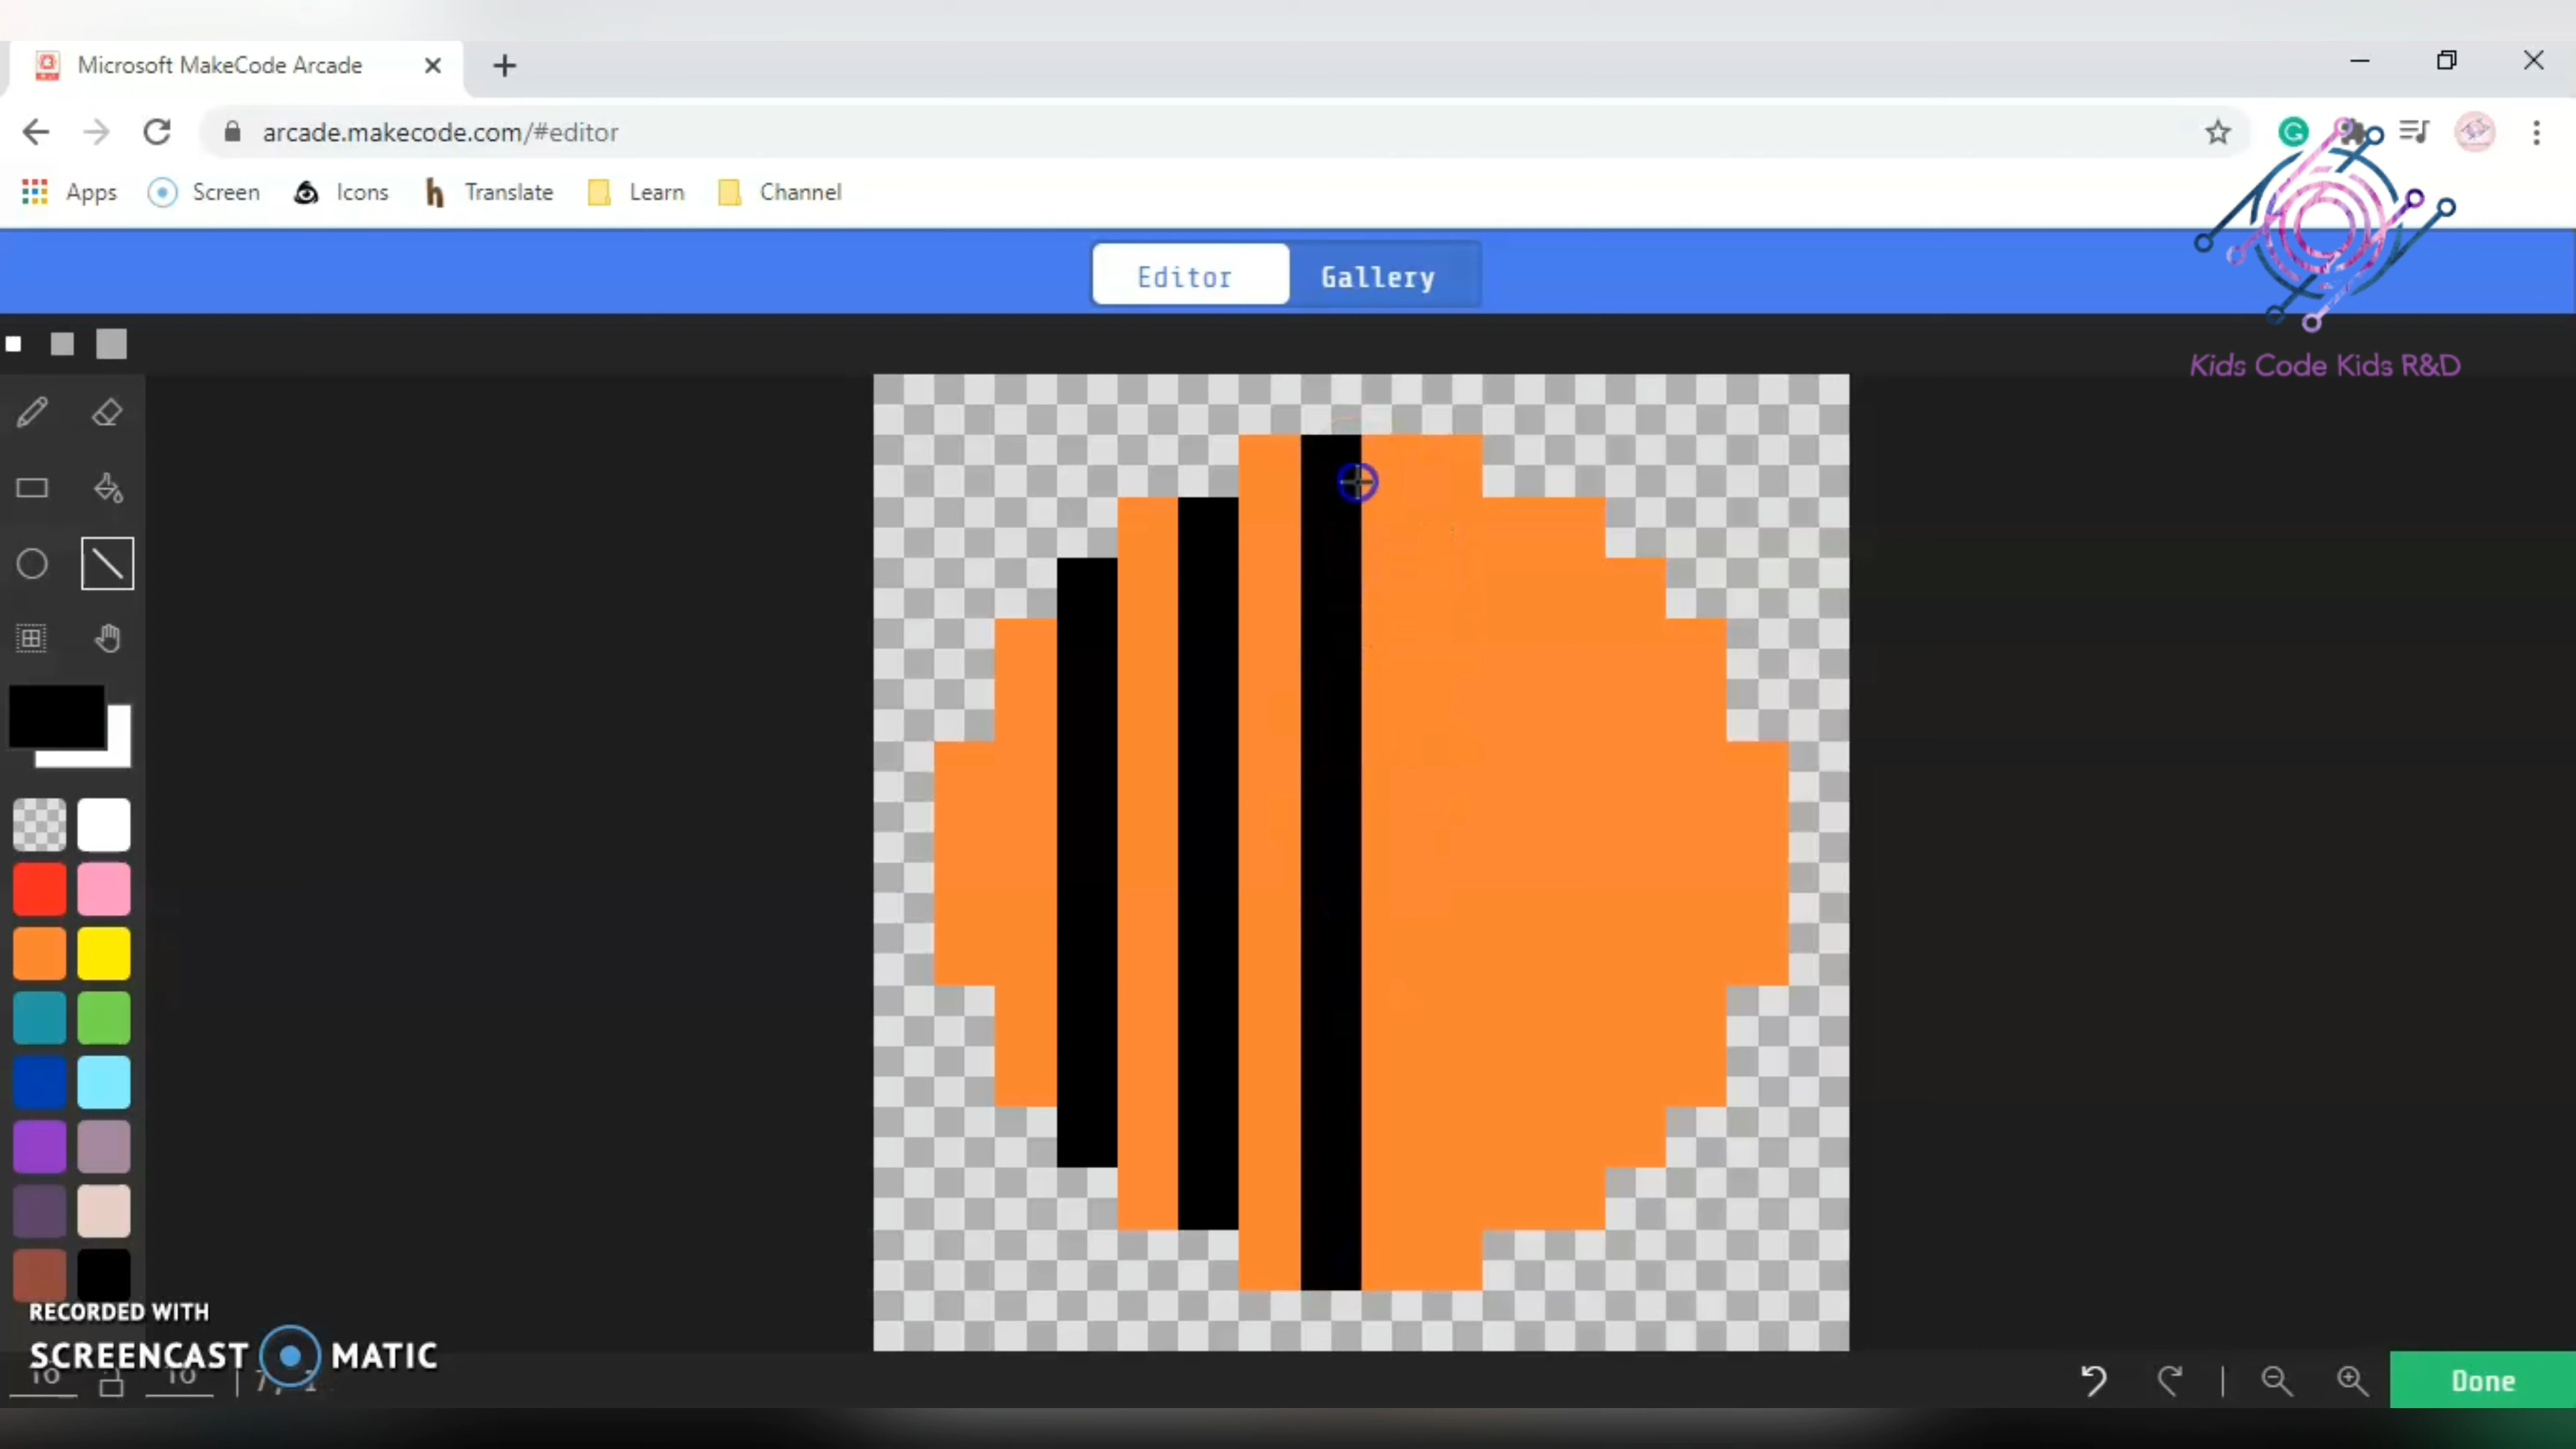 Microsoft MakeCode Arcade
arcade.makecode.com/#editor
Apps Screen Icons Translate Learn Channel
Editor Gallery
Kids Code Kids R&D
RECORDED WITH
SCREENCAST MATIC
Done